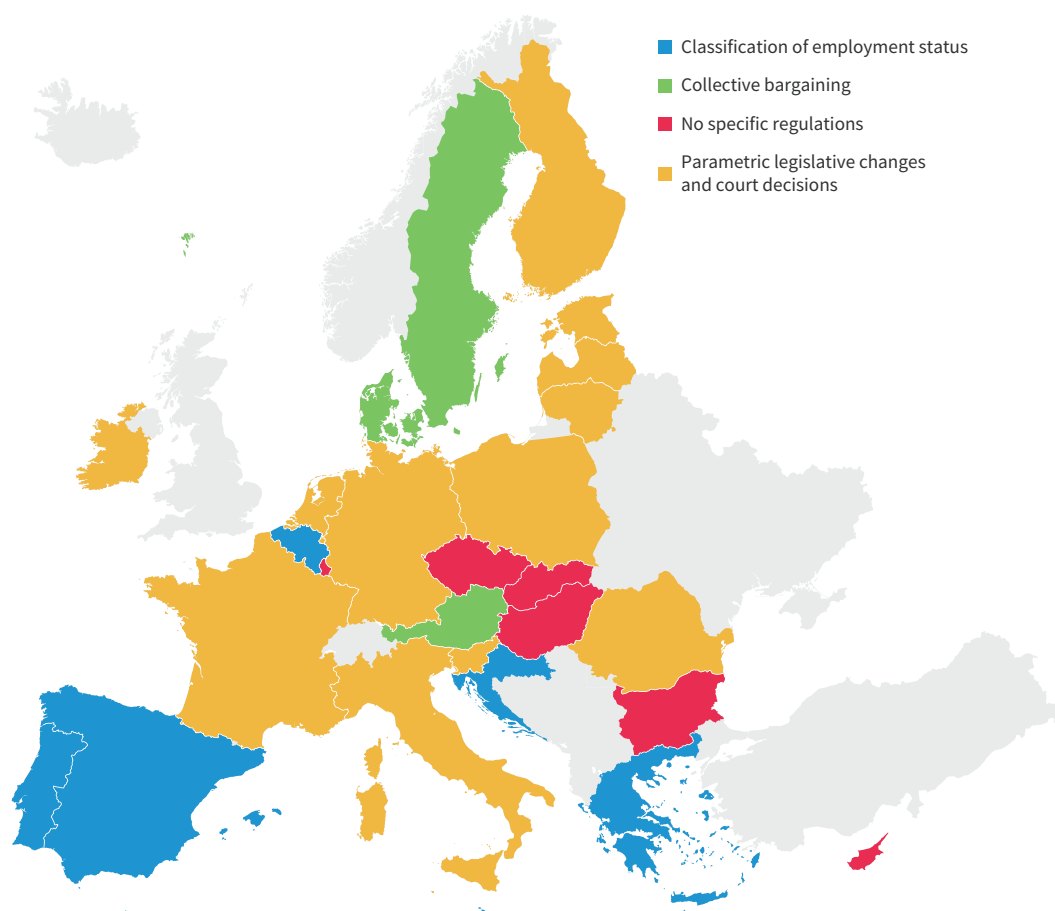 Classification of employment status
Collective bargaining
No specific regulations
Parametric legislative changes
and court decisions